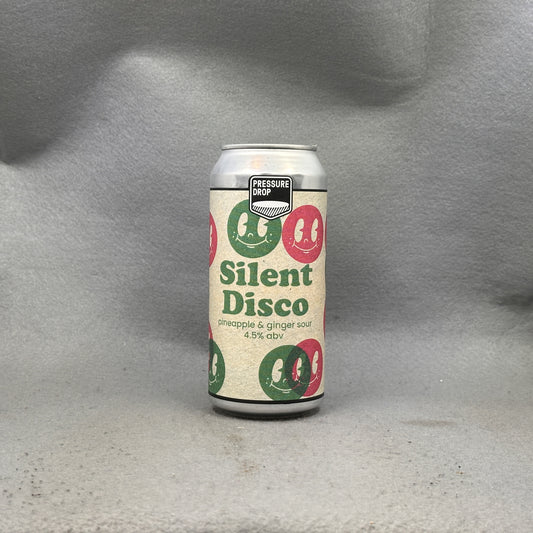 PRESSURE
DROP
Silent
Disco
pineapple & ginger sour
4.5% abv